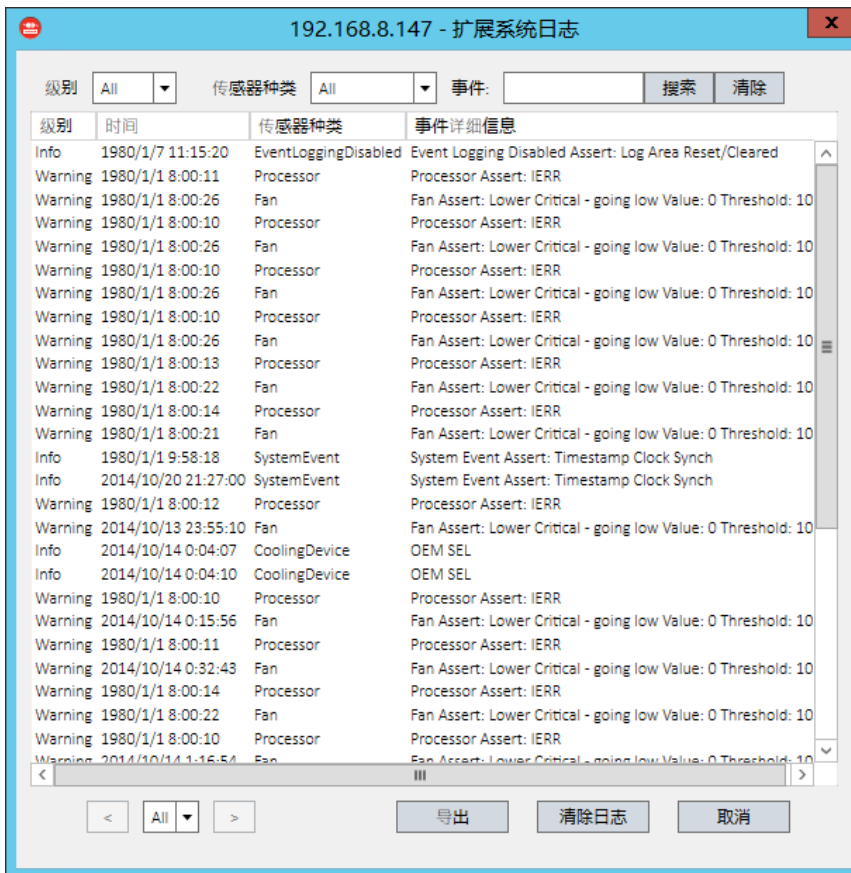 192.168.8.147 - 扩展系统日志 x
级别 All 传感器种类 All 事件: 搜索 清除
级别 时间 传感器种类 事件详细信息
Info 1980/1/7 11:15:20 EventLoggingDisabled Event Logging Disabled Assert: Log Area Reset/Cleared
Warning 1980/1/1 8:00:11 Processor Processor Assert: IERR
Warning 1980/1/1 8:00:26 Fan Fan Assert: Lower Critical - going low Value: 0 Threshold: 10
Warning 1980/1/1 8:00:10 Processor Processor Assert: IERR
Warning 1980/1/1 8:00:26 Fan Fan Assert: Lower Critical - going low Value: 0 Threshold: 10
Warning 1980/1/1 8:00:10 Processor Processor Assert: IERR
Warning 1980/1/1 8:00:26 Fan Fan Assert: Lower Critical - going low Value: 0 Threshold: 10
Warning 1980/1/1 8:00:10 Processor Processor Assert: IERR
Warning 1980/1/1 8:00:26 Fan Fan Assert: Lower Critical - going low Value: 0 Threshold: 10
Warning 1980/1/1 8:00:13 Processor Processor Assert: IERR
Warning 1980/1/1 8:00:22 Fan Fan Assert: Lower Critical - going low Value: 0 Threshold: 10
Warning 1980/1/1 8:00:14 Processor Processor Assert: IERR
Warning 1980/1/1 8:00:21 Fan Fan Assert: Lower Critical - going low Value: 0 Threshold: 10
Info 1980/1/1 9:58:18 SystemEvent System Event Assert: Timestamp Clock Synch
Info 2014/10/20 21:27:00 SystemEvent System Event Assert: Timestamp Clock Synch
Warning 1980/1/1 8:00:12 Processor Processor Assert: IERR
Warning 2014/10/13 23:55:10 Fan Fan Assert: Lower Critical - going low Value: 0 Threshold: 10
Info 2014/10/14 0:04:07 CoolingDevice OEM SEL
Info 2014/10/14 0:04:10 CoolingDevice OEM SEL
Warning 1980/1/1 8:00:10 Processor Processor Assert: IERR
Warning 2014/10/14 0:15:56 Fan Fan Assert: Lower Critical - going low Value: 0 Threshold: 10
Warning 1980/1/1 8:00:11 Processor Processor Assert: IERR
Warning 2014/10/14 0:32:43 Fan Fan Assert: Lower Critical - going low Value: 0 Threshold: 10
Warning 1980/1/1 8:00:14 Processor Processor Assert: IERR
Warning 1980/1/1 8:00:22 Fan Fan Assert: Lower Critical - going low Value: 0 Threshold: 10
Warning 1980/1/1 8:00:10 Processor Processor Assert: IERR
Warning 2014/10/14 1:16:54 Fan Fan Assert: Lower Critical - going low Value: 0 Threshold: 10
< All > 导出 清除日志 取消